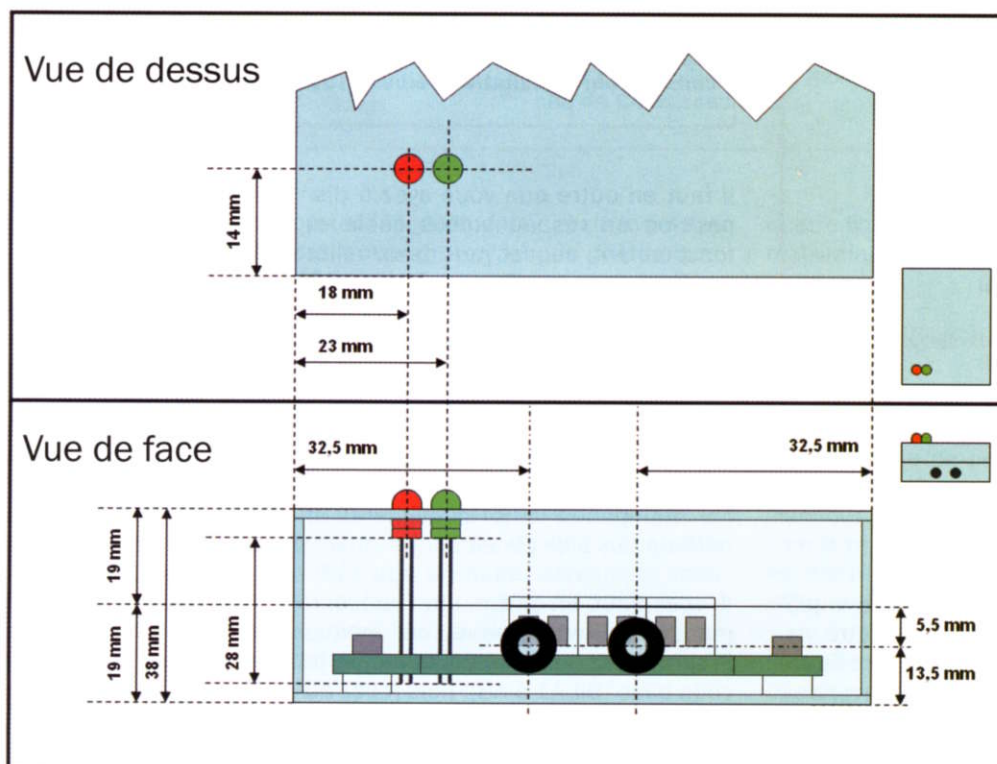 Vue de dessus
14 mm
18 mm
23 mm
Vue de face
32,5 mm
32,5 mm
19 mm
19 mm
38 mm
28 mm
5,5 mm
13,5 mm